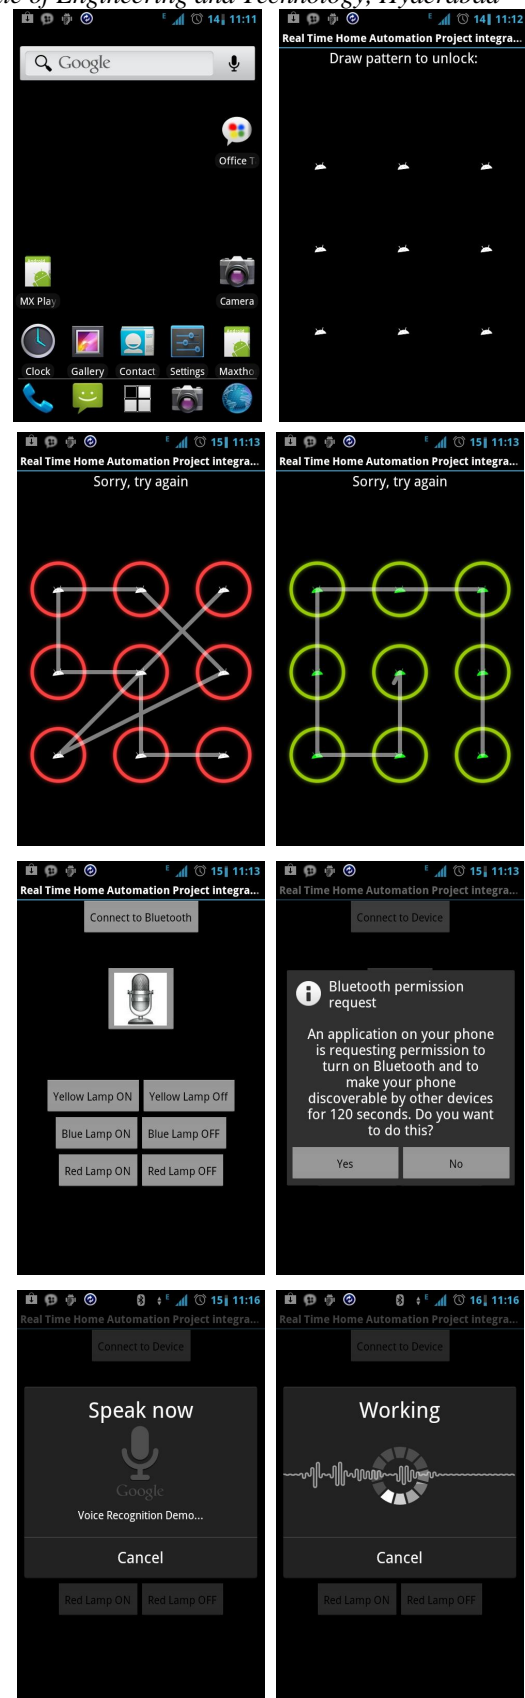 of Engineering and Technology, Hyderabad
E 14 11:11
Google
Office T
MX Play
Camera
Clock Gallery Contact Settings Maxtho
E 14 11:12
Real Time Home Automation Project integra...
Draw pattern to unlock:
E 15 11:13
Real Time Home Automation Project integra...
Sorry, try again
E 15 11:13
Real Time Home Automation Project integra...
Sorry, try again
E 15 11:13
Real Time Home Automation Project integra...
Connect to Bluetooth
Yellow Lamp ON Yellow Lamp Off
Blue Lamp ON Blue Lamp OFF
Red Lamp ON Red Lamp OFF
E 15 11:13
Real Time Home Automation Project integra...
Connect to Device
Bluetooth permission
request
An application on your phone
is requesting permission to
turn on Bluetooth and to
make your phone
discoverable by other devices
for 120 seconds. Do you want
to do this?
Yes No
E 15 11:16
Real Time Home Automation Project integra...
Connect to Device
Speak now
Google
Voice Recognition Demo...
Cancel
Red Lamp ON Red Lamp OFF
E 16 11:16
Real Time Home Automation Project integra...
Connect to Device
Working
Cancel
Red Lamp ON Red Lamp OFF